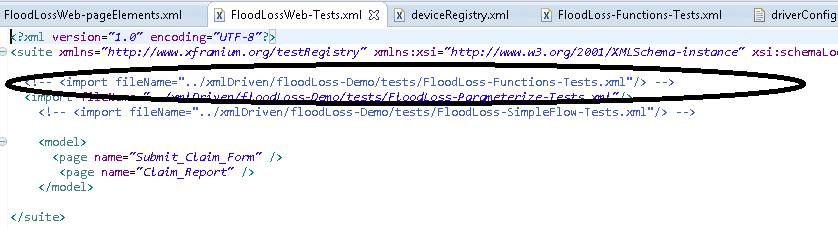 FloodLossWeb-pageElements.xml FloodLossWeb-Tests.xml deviceRegistry.xml FloodLoss-Functions-Tests.xml driverConfig
<?xml version="1.0" encoding="UTF-8"?>
<suite xmlns="http://www.xframium.org/testRegistry" xmlns:xsi="http://www.w3.org/2001/XMLSchema-instance" xsi:schemaLoc
<!-- <import fileName="../xmlDriven/floodLoss-Demo/tests/FloodLoss-Functions-Tests.xml"/> -->
<import fileName="../xmlDriven/floodLoss-Demo/tests/FloodLoss-Parameterize-Tests.xml"/>
<!-- <import fileName="../xmlDriven/floodLoss-Demo/tests/FloodLoss-SimpleFlow-Tests.xml"/> -->
<model>
<page name="Submit_Claim_Form" />
<page name="Claim_Report" />
</model>
</suite>